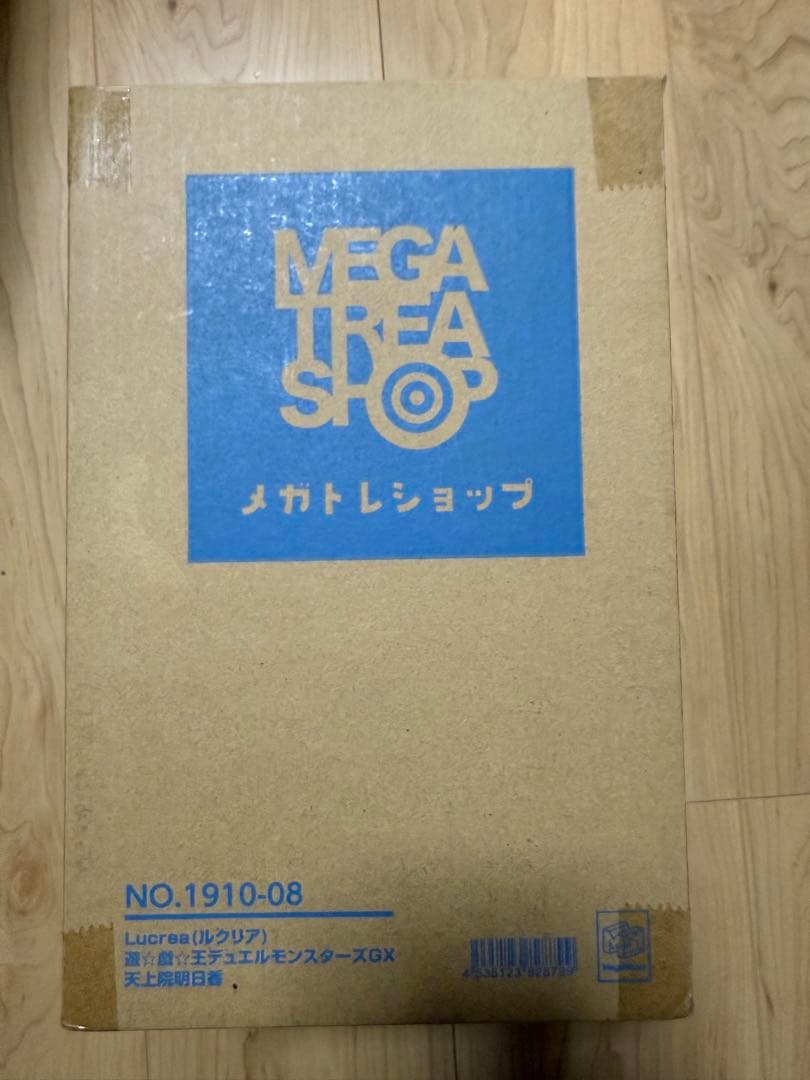 MEGA
TREA
SHOP
メガトレショップ
NO.1910-08
Lucrea(ルクリア)
遊☆戯☆王デュエルモンスターズGX
天上院明日香
MegaHouse